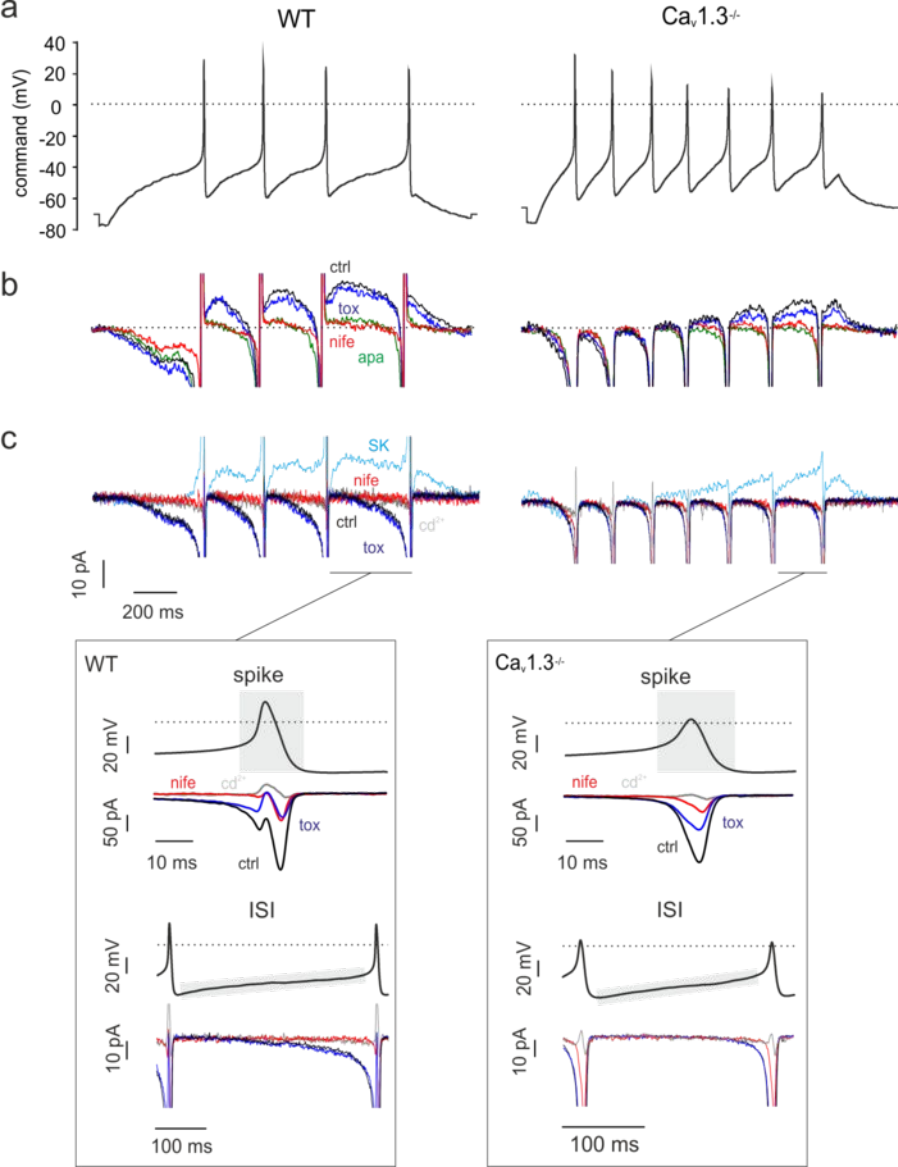 a
WT
Caᵥ1.3⁻/⁻
command (mV)
40
20
0
-20
-40
-60
-80
b
ctrl
tox
nife
apa
c
SK
nife
ctrl
cd²⁺
tox
10 pA
200 ms
WT
spike
20 mV
nife
cd²⁺
50 pA
tox
10 ms
ctrl
ISI
20 mV
10 pA
100 ms
Caᵥ1.3⁻/⁻
spike
20 mV
nife
cd²⁺
50 pA
tox
10 ms
ctrl
ISI
20 mV
10 pA
100 ms